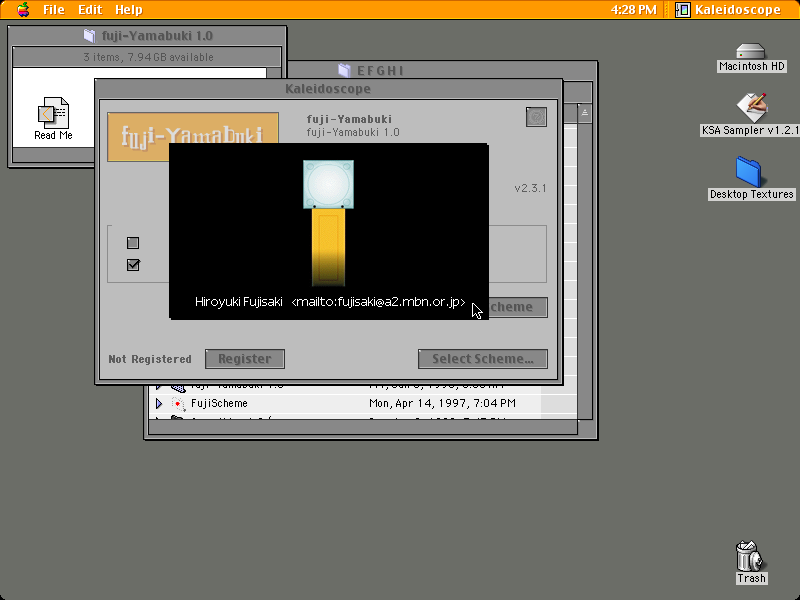 File Edit Help
4:28 PM
Kaleidoscope
fuji-Yamabuki 1.0
3 items, 7.94 GB available
Read Me
E F G H I
Kaleidoscope
fuji-Yamabuki
fuji-Yamabuki
fuji-Yamabuki 1.0
v2.3.1
Hiroyuki Fujisaki <mailto:fujisaki@a2.mbn.or.jp>
cheme
Not Registered
Register
Select Scheme...
FujiScheme Mon, Apr 14, 1997, 7:04 PM
Macintosh HD
KSA Sampler v1.2.1
Desktop Textures
Trash